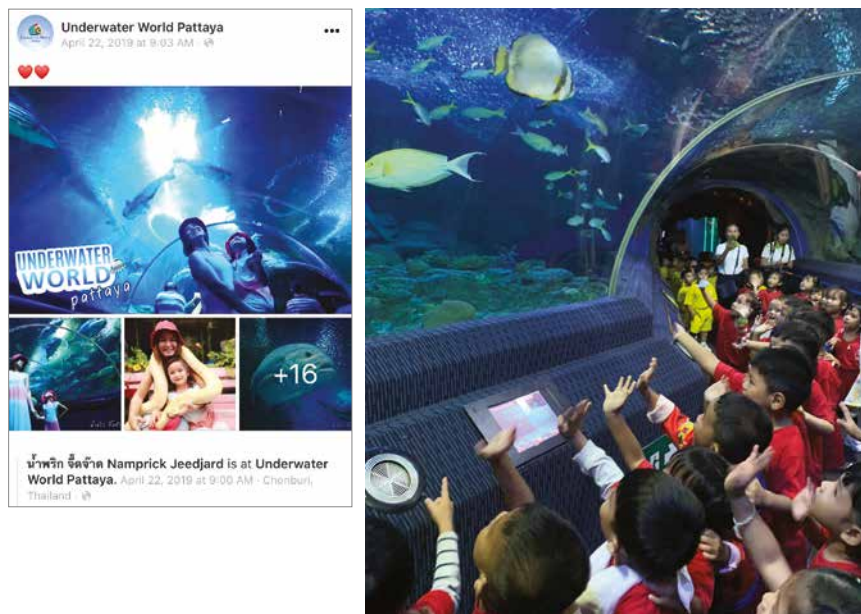 Underwater World Pattaya
April 22, 2019 at 9:03 AM
UNDERWATER
WORLD
pattaya
+16
น้ำพริก จี๊ดจ๊าด Namprick Jeedjard is at Underwater
World Pattaya. April 22, 2019 at 9:00 AM · Chonburi,
Thailand ·